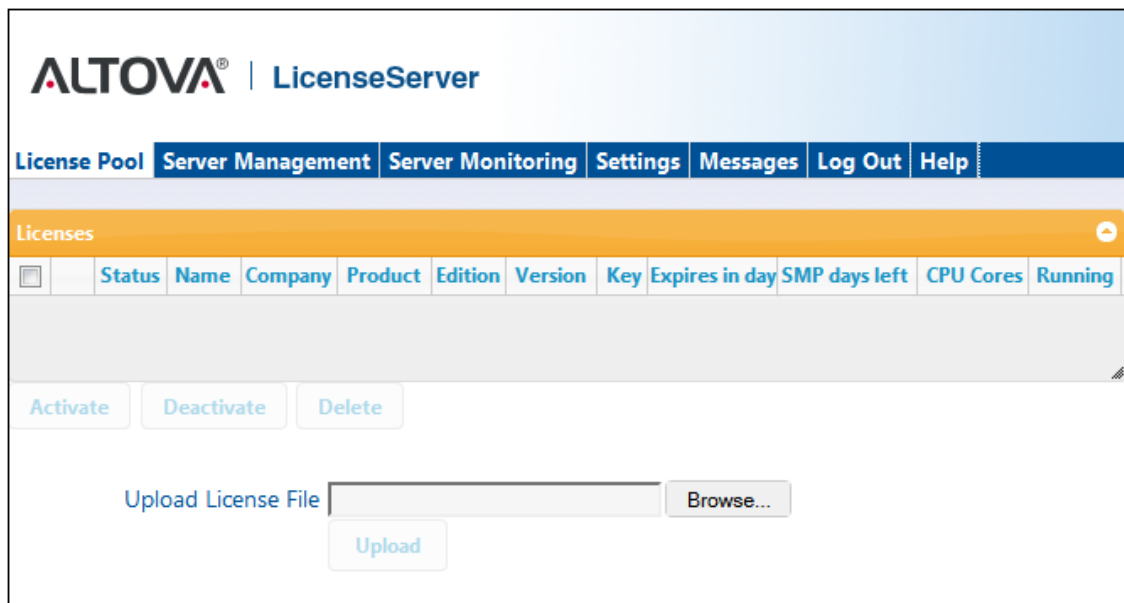 ALTOVA® | LicenseServer
License Pool Server Management Server Monitoring Settings Messages Log Out Help
Licenses
Status Name Company Product Edition Version Key Expires in day SMP days left CPU Cores Running
Activate Deactivate Delete
Upload License File Browse...
Upload